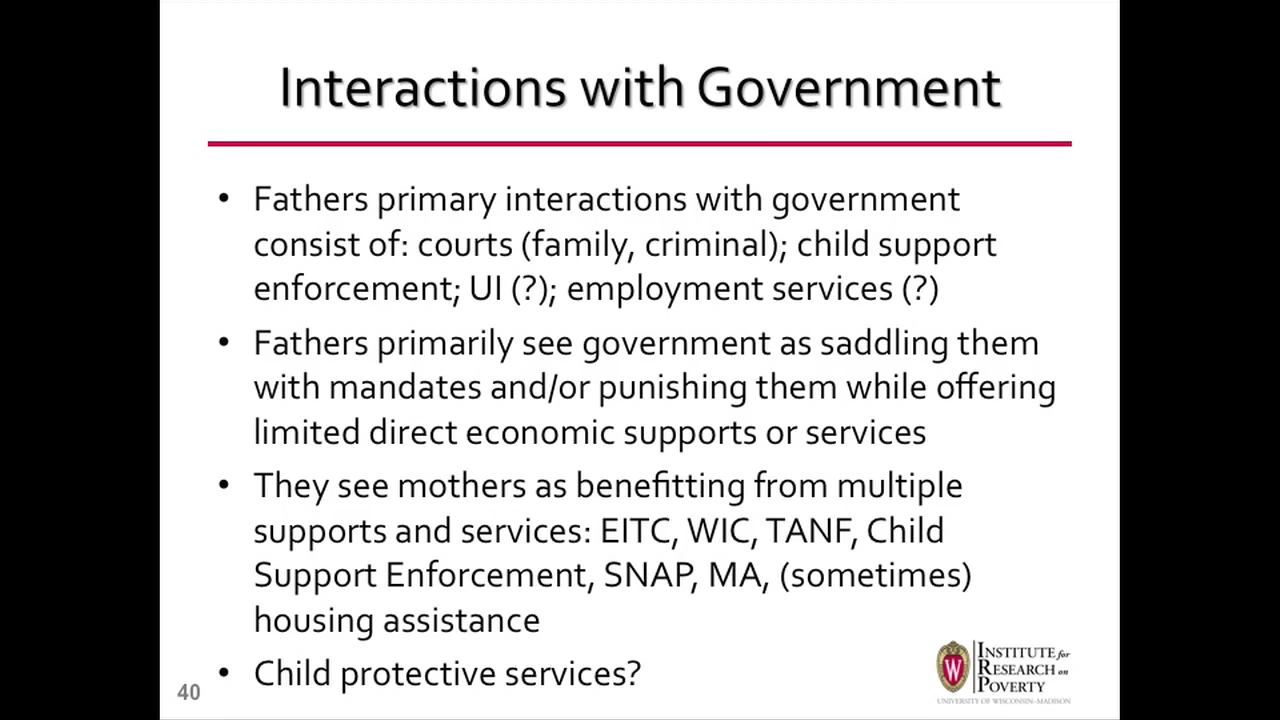 Interactions with Government
• Fathers primary interactions with government
consist of: courts (family, criminal); child support
enforcement; UI (?); employment services (?)
• Fathers primarily see government as saddling them
with mandates and/or punishing them while offering
limited direct economic supports or services
• They see mothers as benefitting from multiple
supports and services: EITC, WIC, TANF, Child
Support Enforcement, SNAP, MA, (sometimes)
housing assistance
• Child protective services?
40
W
INSTITUTE for
RESEARCH on
POVERTY
UNIVERSITY OF WISCONSIN–MADISON